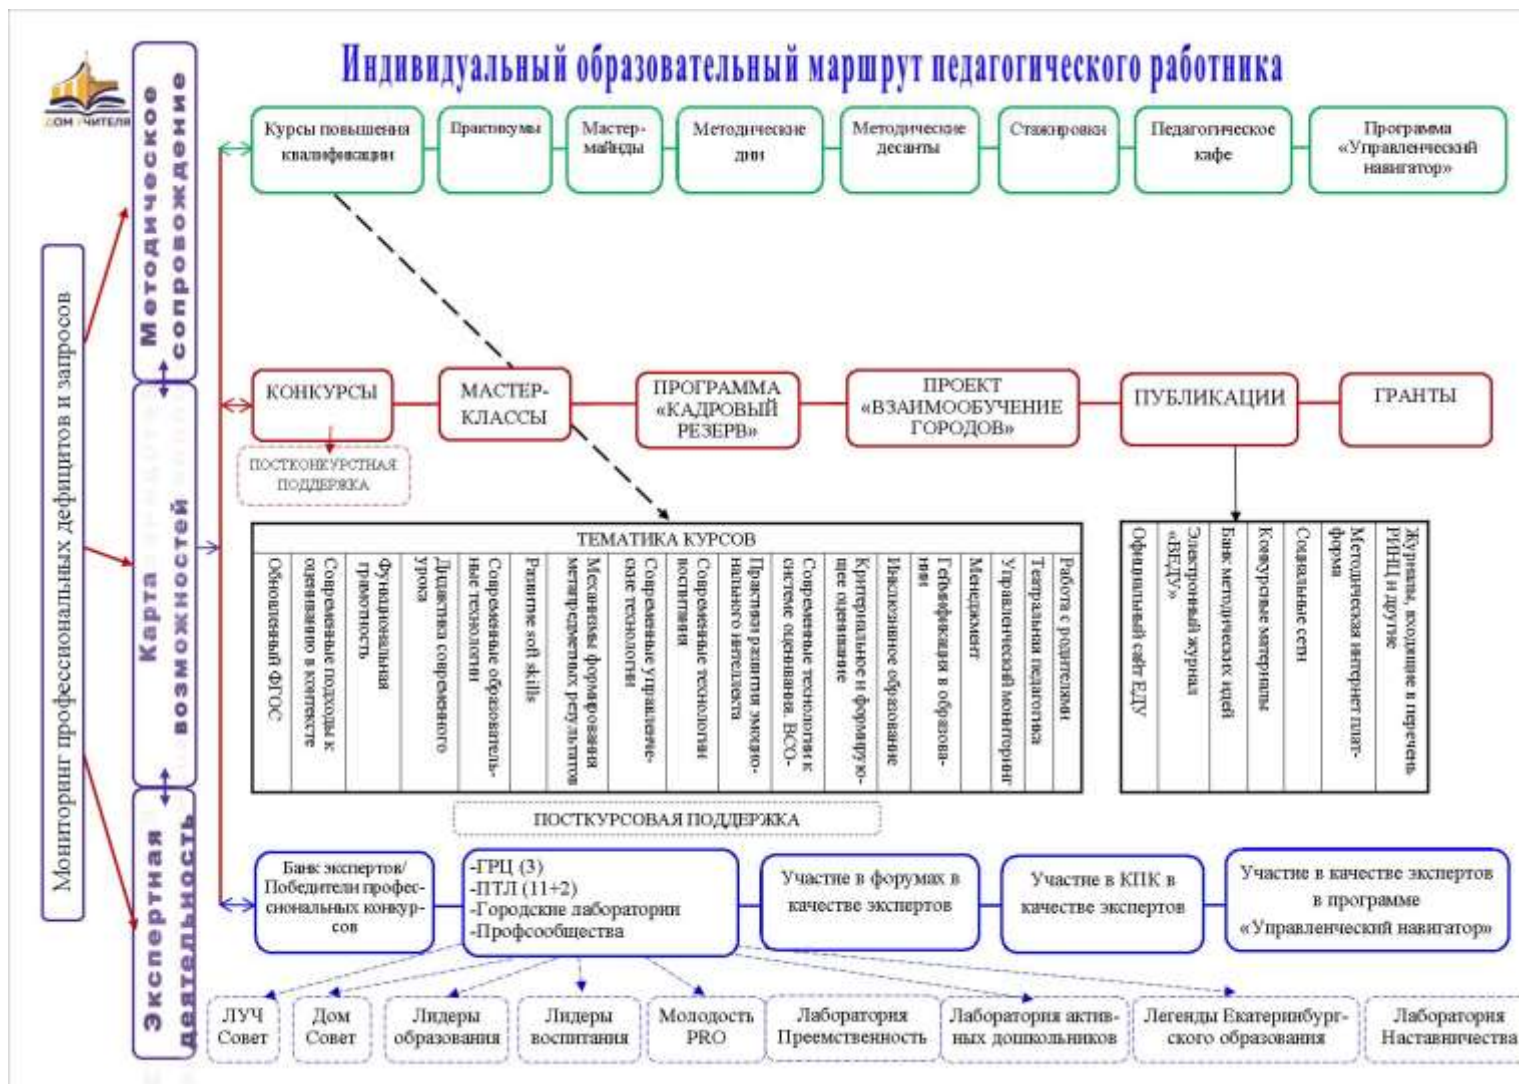 Индивидуальный образовательный маршрут педагогического работника
ДОМ УЧИТЕЛЯ
Мониторинг профессиональных дефицитов и запросов
Методическое
сопровождение
Карта
возможностей
Экспертная
деятельность
Курсы повышения
квалификации
Практикумы
Мастер-
майнды
Методические
дни
Методические
десанты
Стажировки
Педагогическое
кафе
Программа
«Управленческий
навигатор»
КОНКУРСЫ
МАСТЕР-
КЛАССЫ
ПРОГРАММА
«КАДРОВЫЙ
РЕЗЕРВ»
ПРОЕКТ
«ВЗАИМООБУЧЕНИЕ
ГОРОДОВ»
ПУБЛИКАЦИИ
ГРАНТЫ
ПОСТКОНКУРСТНАЯ
ПОДДЕРЖКА
ТЕМАТИКА КУРСОВ
Обновленный ФГОС
Современные подходы к
оцениванию в контексте
Функциональная
грамотность
Дидактика современного
урока
Современные образователь-
ные технологии
Развитие soft skills
Механизмы формирования
метапредметных результатов
Современные управленче-
ские технологии
Современные технологии
воспитания
Практики развития эмоцио-
нального интеллекта
Современные технологии к
системе оценивания. ВСО-
Критериальное и формирую-
щее оценивание
Инклюзивное образование
Геймификация в образова-
нии
Менеджмент
Управленческий мониторинг
Театральная педагогика
Работа с родителями
Официальный сайт ЕДУ
Электронный журнал
«ВЕДУ»
Банк методических идей
Конкурсные материалы
Социальные сети
Методическая интернет плат-
форма
Журналы, входящие в перечень
РИНЦ и другие
ПОСТКУРСОВАЯ ПОДДЕРЖКА
Банк экспертов/
Победители профес-
сиональных конкур-
сов
-ГРЦ (3)
-ПТЛ (11+2)
-Городские лаборатории
-Профсообщества
Участие в форумах в
качестве экспертов
Участие в КПК в
качестве экспертов
Участие в качестве экспертов
в программе
«Управленческий навигатор»
ЛУЧ
Совет
Дом
Совет
Лидеры
образования
Лидеры
воспитания
Молодость
PRO
Лаборатория
Преемственность
Лаборатория актив-
ных дошкольников
Легенды Екатеринбург-
ского образования
Лаборатория
Наставничества